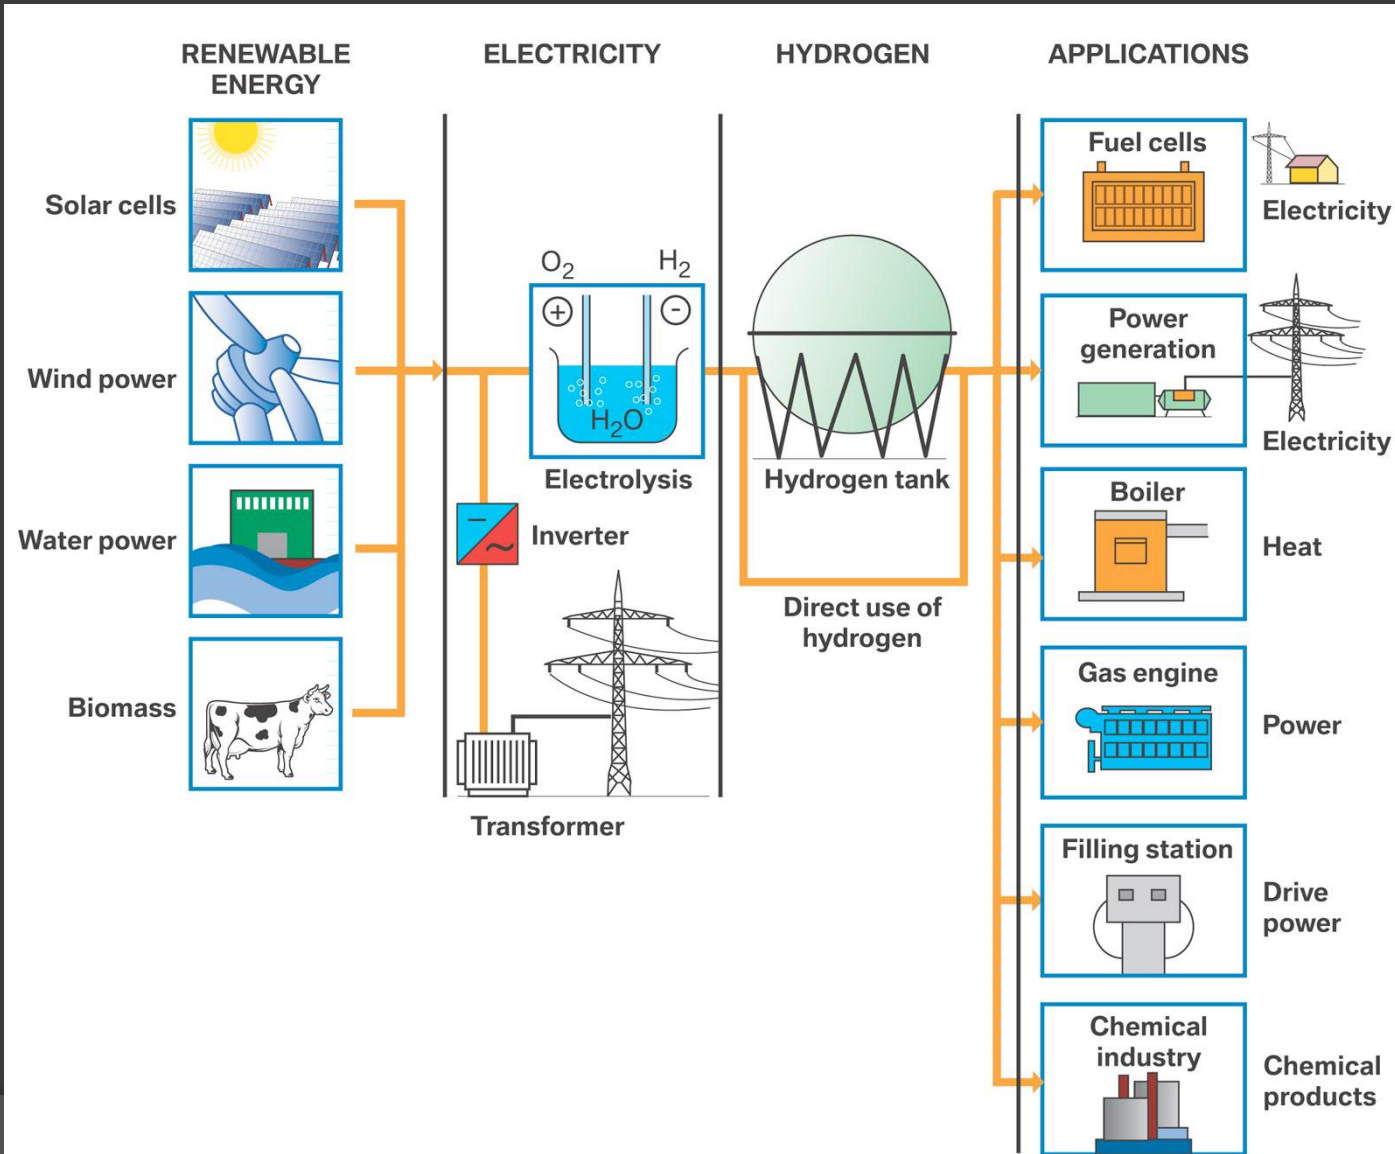 RENEWABLE
ENERGY
ELECTRICITY
HYDROGEN
APPLICATIONS
Solar cells
Wind power
Water power
Biomass
O₂
H₂
+
-
H₂O
Electrolysis
Inverter
Transformer
Hydrogen tank
Direct use of
hydrogen
Fuel cells
Electricity
Power
generation
Electricity
Boiler
Heat
Gas engine
Power
Filling station
Drive
power
Chemical
industry
Chemical
products